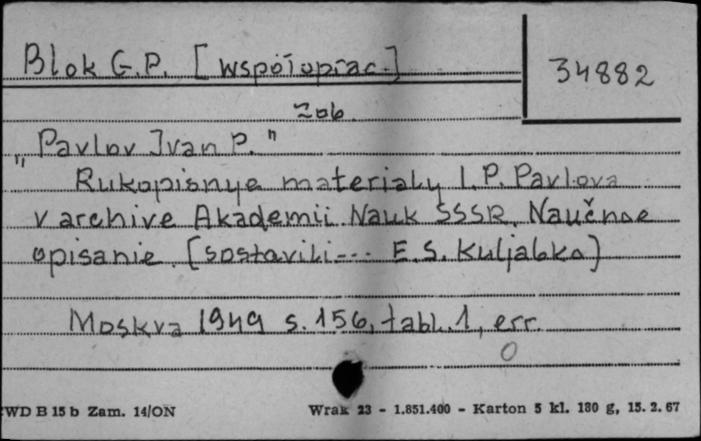 Blok G.P. [współoprac.]
34882
zob.
„Pavlov Ivan P."
Rukopisnye materialy I.P. Pavlova
v archive Akademii Nauk SSSR. Naučnoe
opisanie. [sostavili--- E.S. Kuljabko]
Moskva 1949 s. 156, tabl. 1, err.
0
WD B 15 b Zam. 14/ON
Wrak 23 - 1.851.400 - Karton 5 kl. 180 g, 15. 2. 67